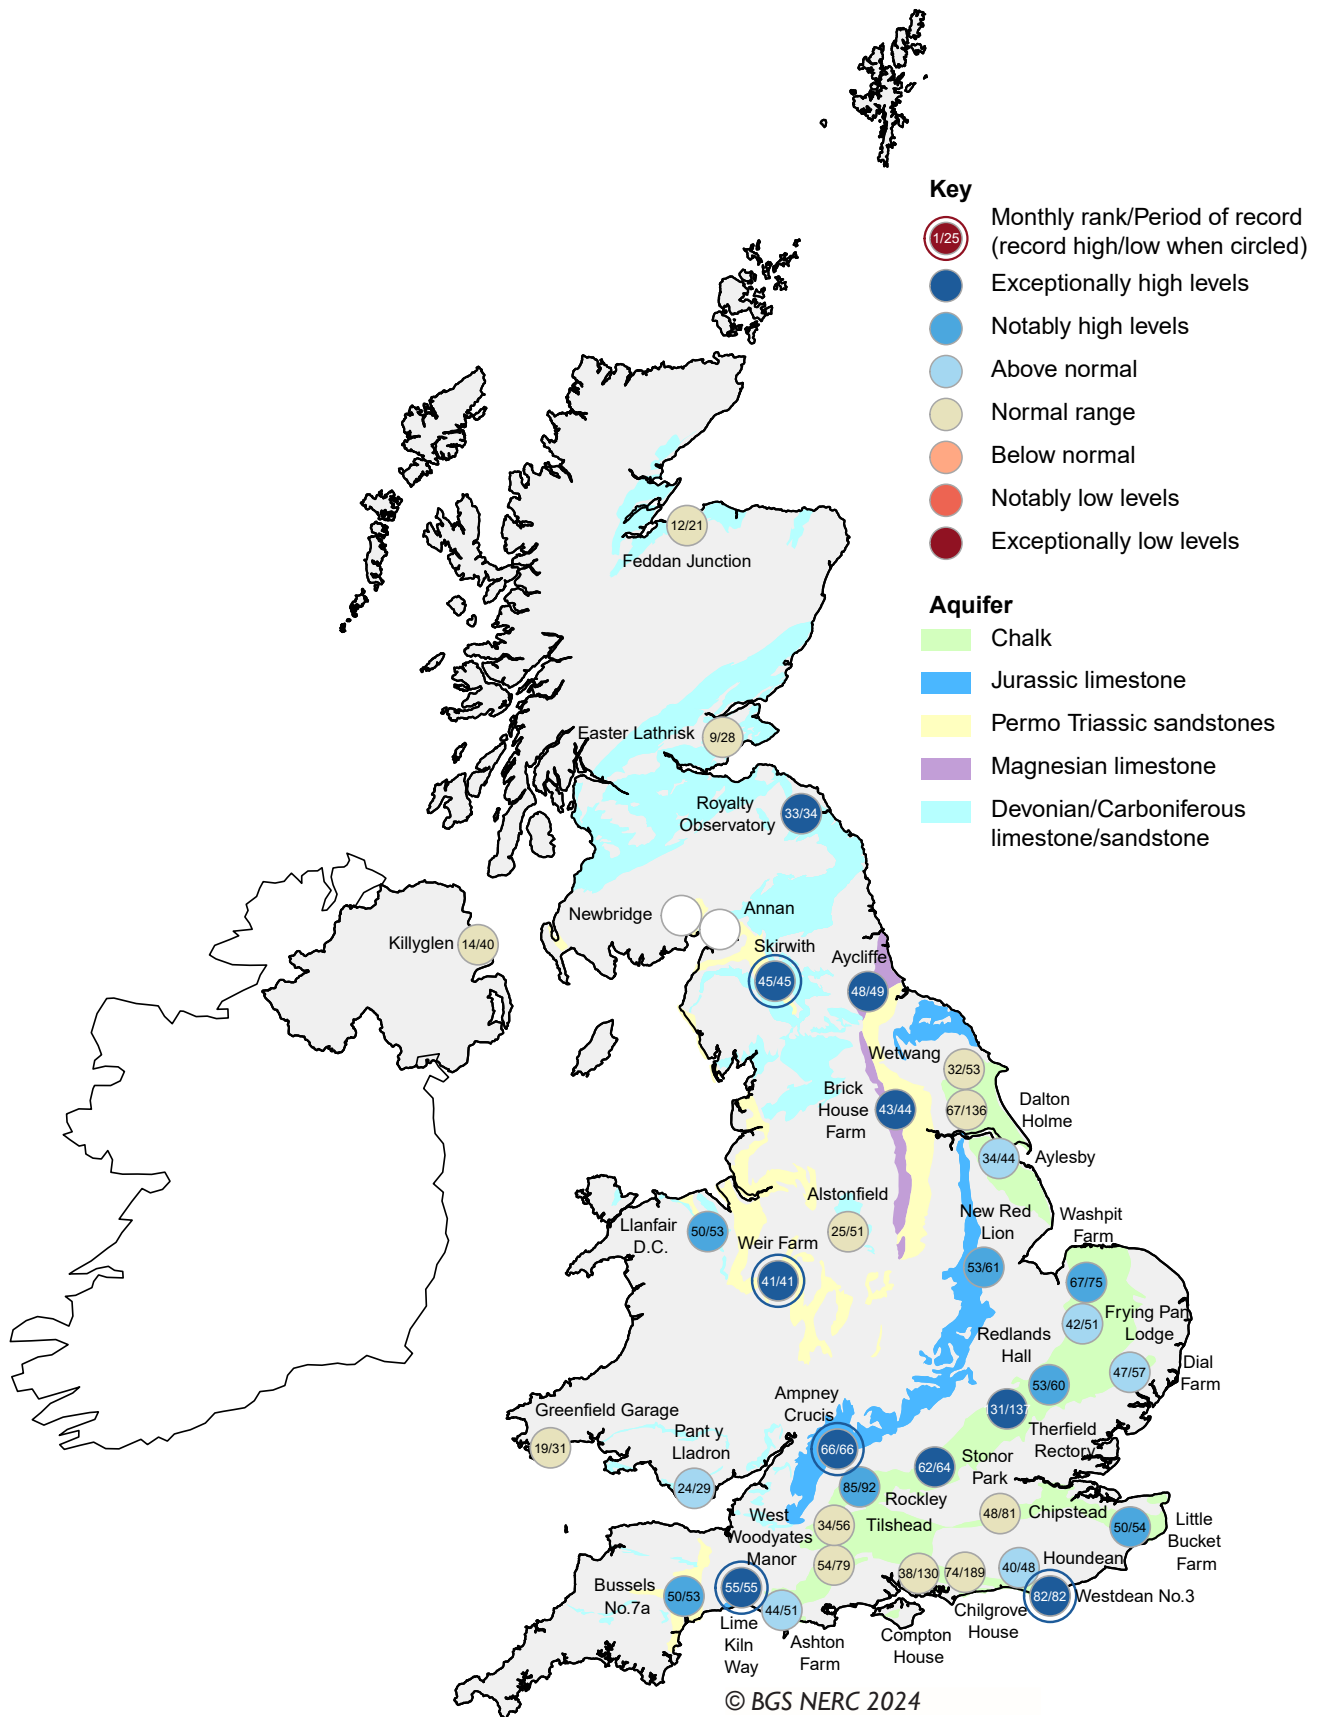 Key
1/25
Monthly rank/Period of record
(record high/low when circled)
Exceptionally high levels
Notably high levels
Above normal
Normal range
Below normal
Notably low levels
Exceptionally low levels
Aquifer
Chalk
Jurassic limestone
Permo Triassic sandstones
Magnesian limestone
Devonian/Carboniferous
limestone/sandstone
12/21
Feddan Junction
Easter Lathrisk
9/28
Royalty
Observatory
33/34
Newbridge
Annan
Killyglen
14/40
Skirwith
45/45
Aycliffe
48/49
Wetwang
32/53
Brick
House
Farm
43/44
67/136
Dalton
Holme
34/44
Aylesby
Alstonfield
25/51
Llanfair
D.C.
50/53
Weir Farm
41/41
New Red
Lion
53/61
Washpit
Farm
67/75
42/51
Frying Pan
Lodge
Redlands
Hall
53/60
47/57
Dial
Farm
131/137
Therfield
Rectory
Ampney
Crucis
66/66
Greenfield Garage
19/31
Pant y
Lladron
24/29
62/64
Stonor
Park
85/92
Rockley
West
Woodyates
Manor
34/56
Tilshead
54/79
48/81
Chipstead
50/54
Little
Bucket
Farm
Bussels
No.7a
50/53
55/55
Lime
Kiln
Way
44/51
Ashton
Farm
38/130
Compton
House
74/189
Chilgrove
House
40/48
Houndean
82/82
Westdean No.3
© BGS NERC 2024